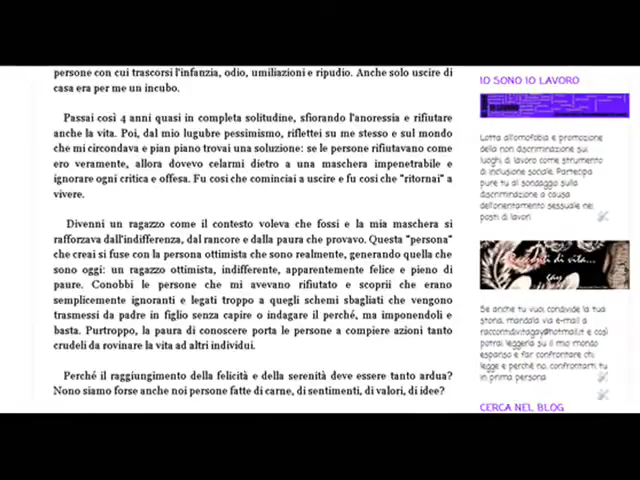 persone con cui trascorsi l'infanzia, odio, umiliazioni e ripudio. Anche solo uscire di
casa era per me un incubo.
Passai così 4 anni quasi in completa solitudine, sfiorando l'anoressia e rifiutare
anche la vita. Poi, dal mio lugubre pessimismo, riflettei su me stesso e sul mondo
che mi circondava e pian piano trovai una soluzione: se le persone rifiutavano come
ero veramente, allora dovevo celarmi dietro a una maschera impenetrabile e
ignorare ogni critica e offesa. Fu così che cominciai a uscire e fu così che "ritornai" a
vivere.
Divenni un ragazzo come il contesto voleva che fossi e la mia maschera si
rafforzava dall'indifferenza, dal rancore e dalla paura che provavo. Questa "persona"
che creai si fuse con la persona ottimista che sono realmente, generando quella che
sono oggi: un ragazzo ottimista, indifferente, apparentemente felice e pieno di
paure. Conobbi le persone che mi avevano rifiutato e scoprii che erano
semplicemente ignoranti e legati troppo a quegli schemi sbagliati che vengono
trasmessi da padre in figlio senza capire o indagare il perché, ma imponendoli e
basta. Purtroppo, la paura di conoscere porta le persone a compiere azioni tanto
crudeli da rovinare la vita ad altri individui.
Perché il raggiungimento della felicità e della serenità deve essere tanto ardua?
Nono siamo forse anche noi persone fatte di carne, di sentimenti, di valori, di idee?
IO SONO IO LAVORO
IO SONO IO LAVORO
Lotta all'omofobia e promozione
della non discriminazione sui
luoghi di lavoro come strumento
di inclusione sociale. Partecipa
pure tu al sondaggio sulla
discriminazione a causa
dell'orientamento sessuale nei
posti di lavori
Racconti di vita...
gay
Se anche tu vuoi condivide la tua
storia, mandala via e-mail a
raccontidivitagay@hotmail.it e così
potrai leggerla su il mio mondo
espanso e far confrontare chi
legge e perché no, confrontarti tu
in prima persona
CERCA NEL BLOG